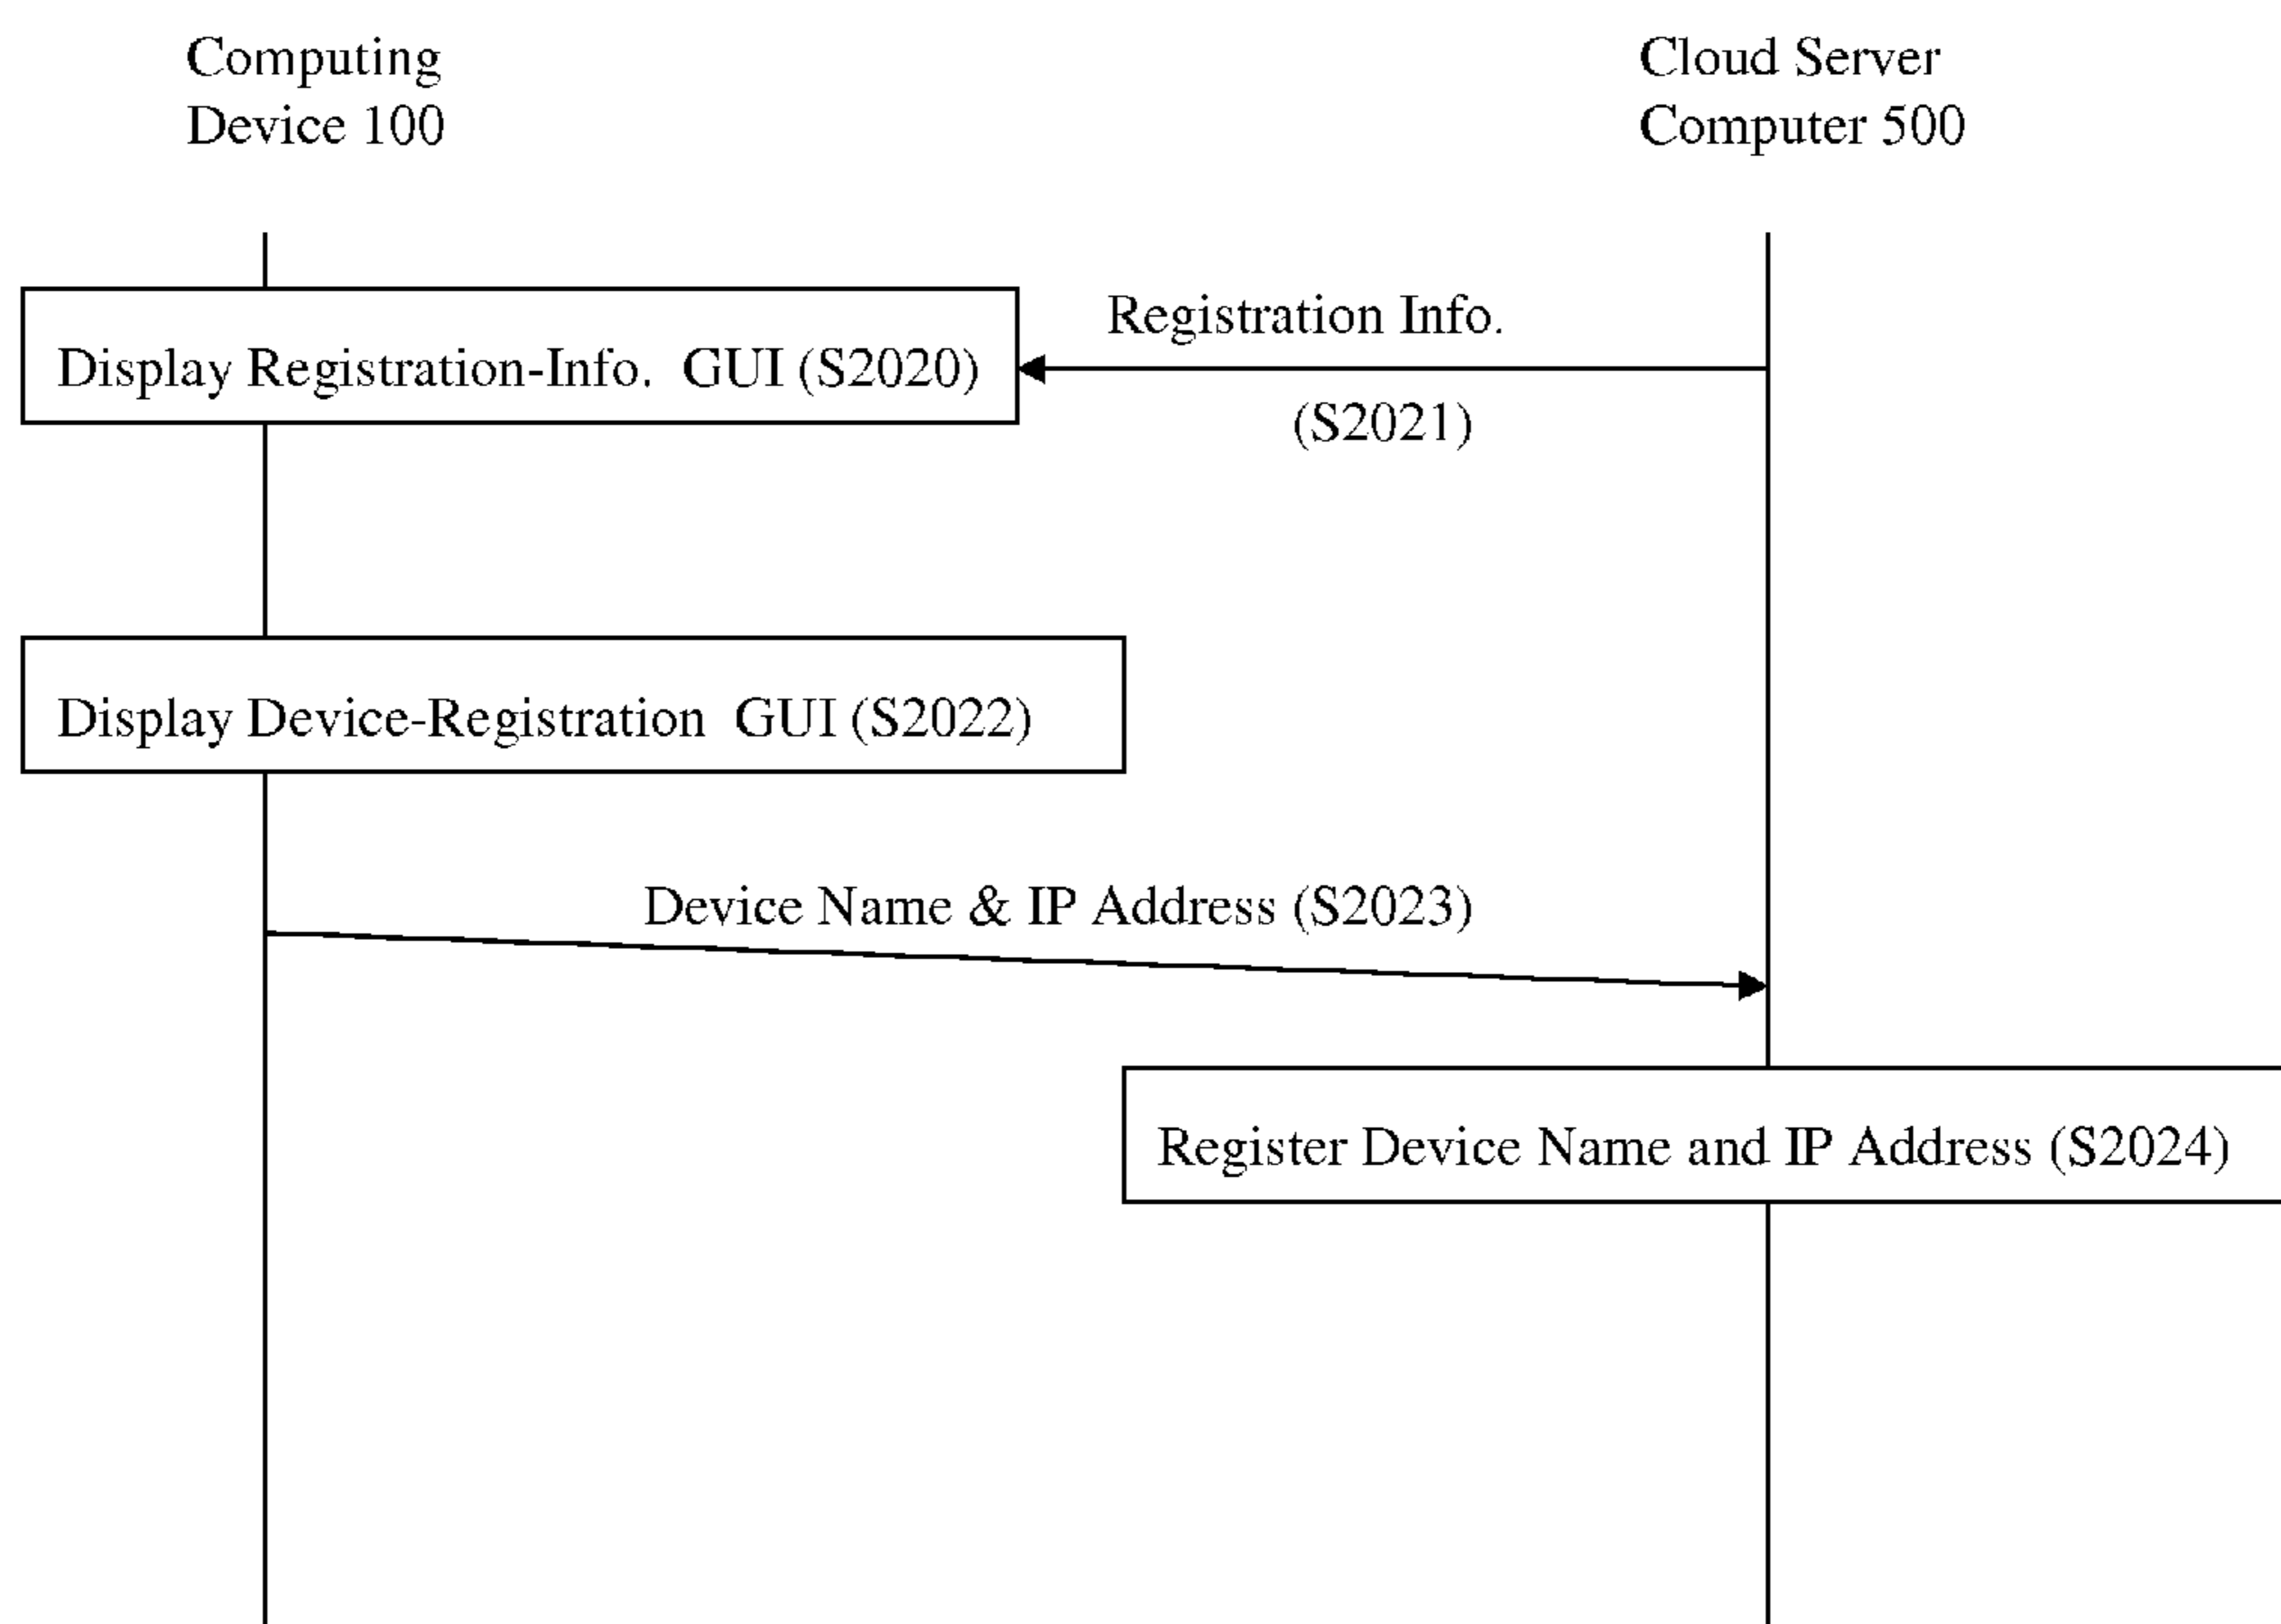 Computing
Device 100
Cloud Server
Computer 500
Registration Info.
Display Registration-Info. GUI (S2020)
(S2021)
Display Device-Registration GUI (S2022)
Device Name & IP Address (S2023)
Register Device Name and IP Address (S2024)